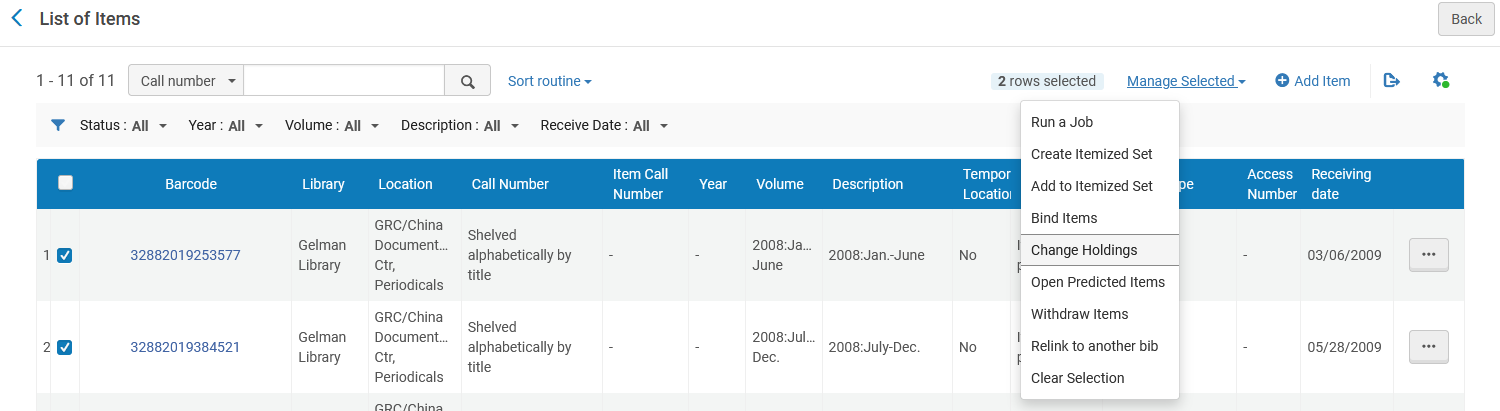 List of Items
Back
1 - 11 of 11
Call number
Sort routine
2 rows selected
Manage Selected
Add Item
Status : All
Year : All
Volume : All
Description : All
Receive Date : All
Run a Job
Create Itemized Set
Add to Itemized Set
Bind Items
Change Holdings
Open Predicted Items
Withdraw Items
Relink to another bib
Clear Selection
Barcode
Library
Location
Call Number
Item Call
Number
Year
Volume
Description
Tempor
Locatio
pe
Access
Number
Receiving
date
1
32882019253577
Gelman
Library
GRC/China
Document...
Ctr,
Periodicals
Shelved
alphabetically by
title
-
-
2008:Ja...
June
2008:Jan.-June
No
-
03/06/2009
2
32882019384521
Gelman
Library
GRC/China
Document...
Ctr,
Periodicals
Shelved
alphabetically by
title
-
-
2008:Jul...
Dec.
2008:July-Dec.
No
-
05/28/2009
GRC/China